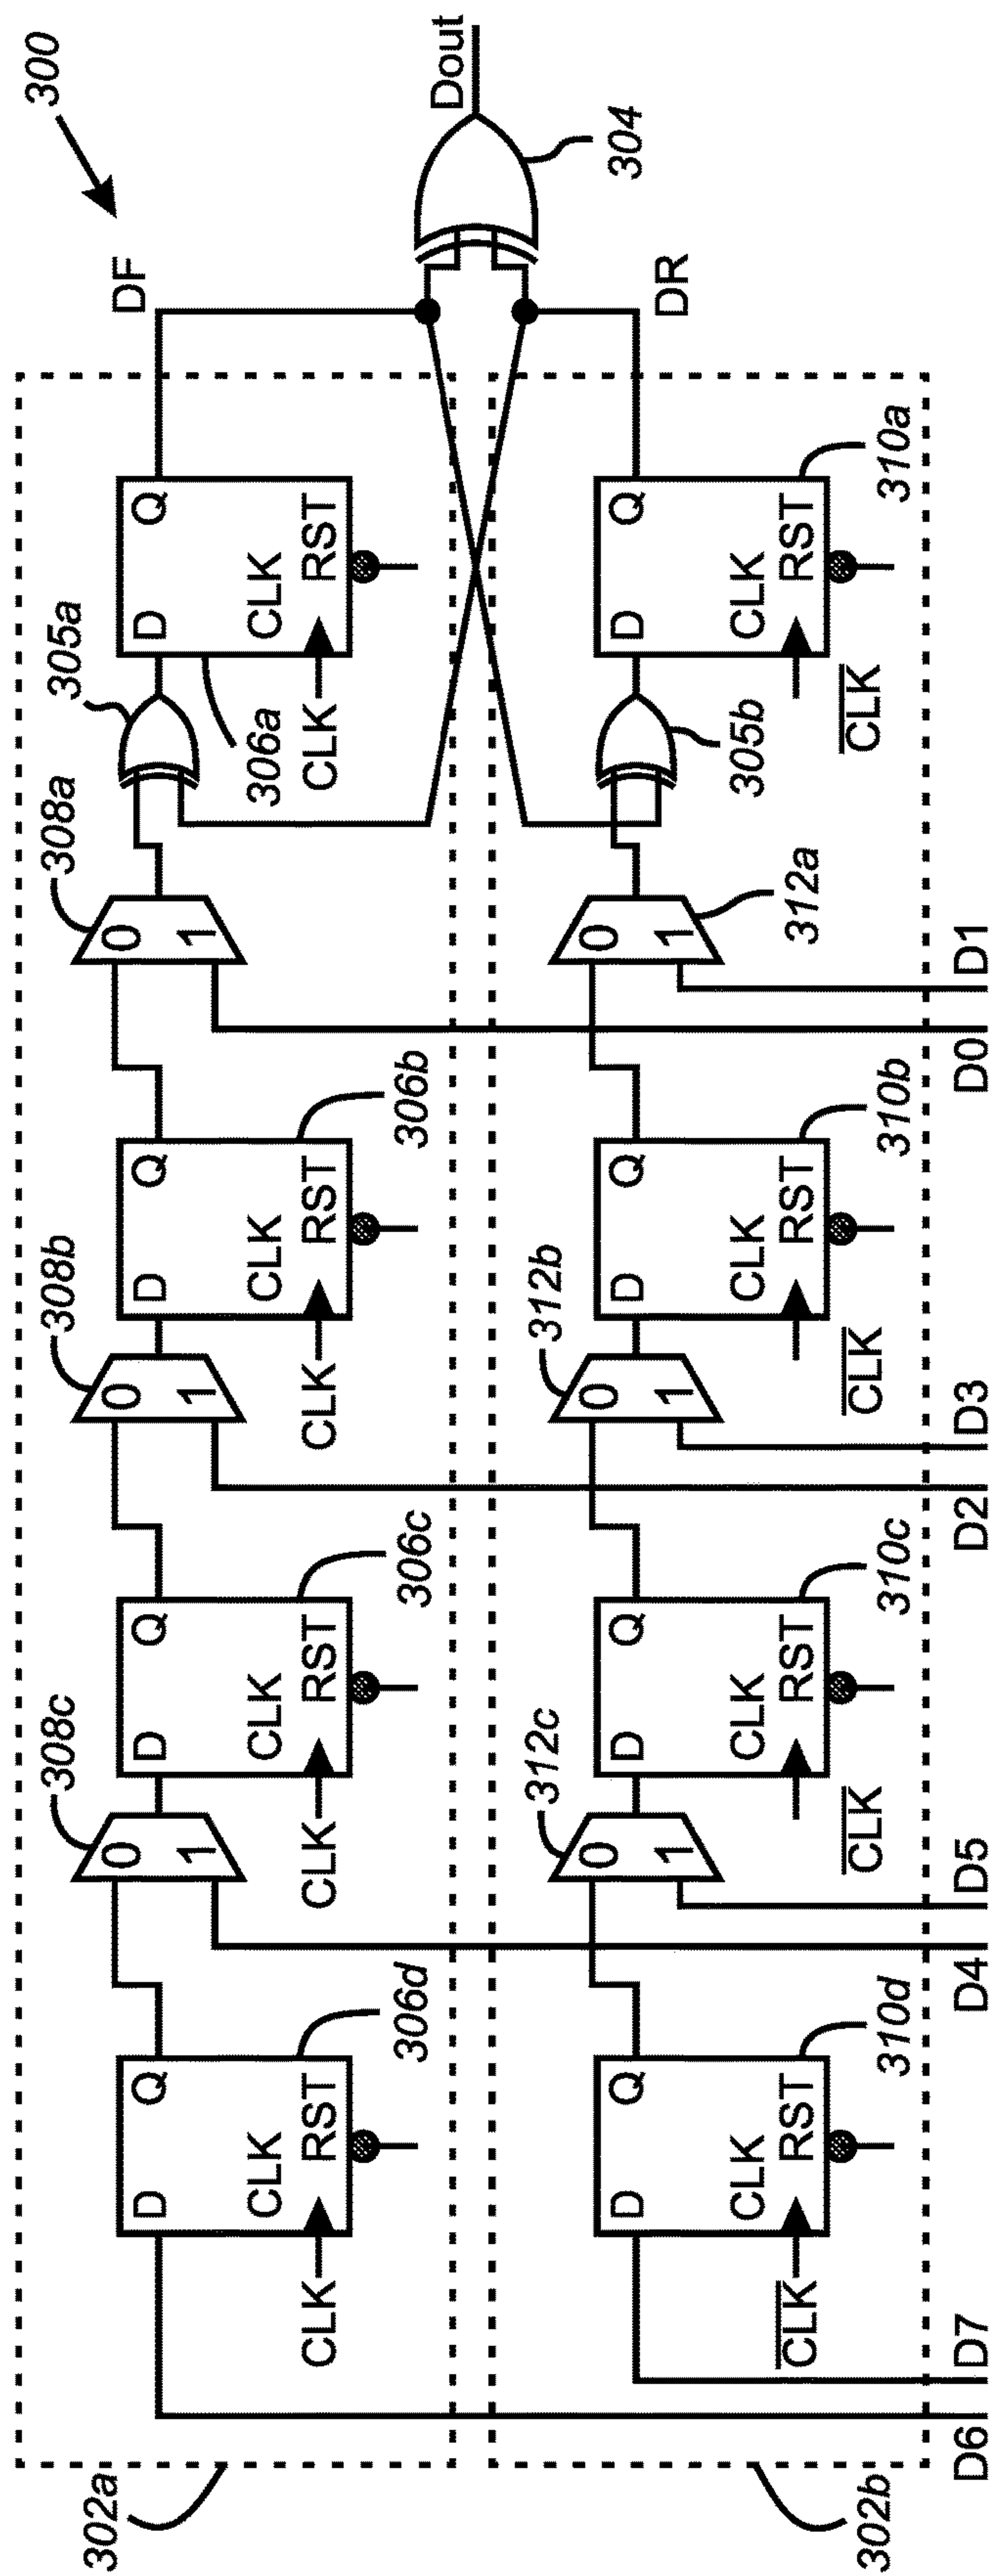 300
302a
D6
D
Q
CLK
RST
CLK
306d
308c
0
1
D4
D
Q
CLK
RST
CLK
306c
308b
0
1
D2
D
Q
CLK
RST
CLK
306b
308a
0
1
D0
305a
D
Q
CLK
RST
306a
CLK
DF
Dout
304
302b
D7
D
Q
CLK
RST
CLK
310d
312c
0
1
D5
D
Q
CLK
RST
CLK
310c
312b
0
1
D3
D
Q
CLK
RST
CLK
310b
312a
0
1
D1
305b
D
Q
CLK
RST
CLK
310a
DR